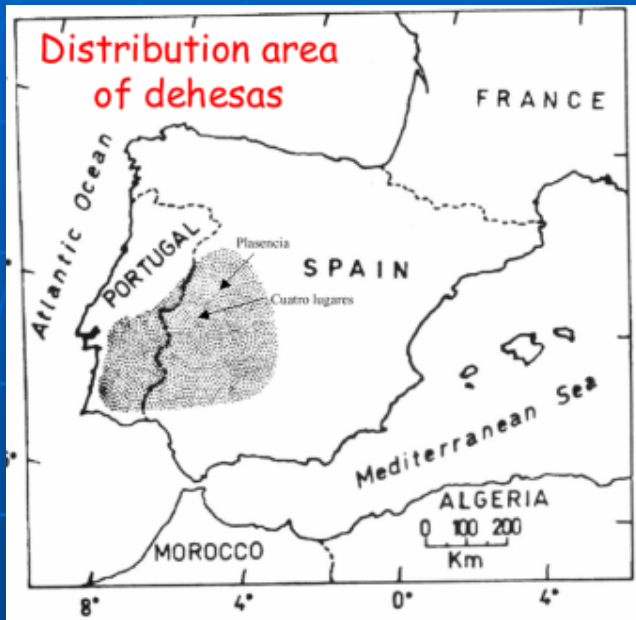 Distribution area
of dehesas
FRANCE
Atlantic Ocean
PORTUGAL
Plasencia
SPAIN
Cuatro lugares
Mediterranean Sea
ALGERIA
0 100 200
Km
MOROCCO
8° 4° 0° 4°